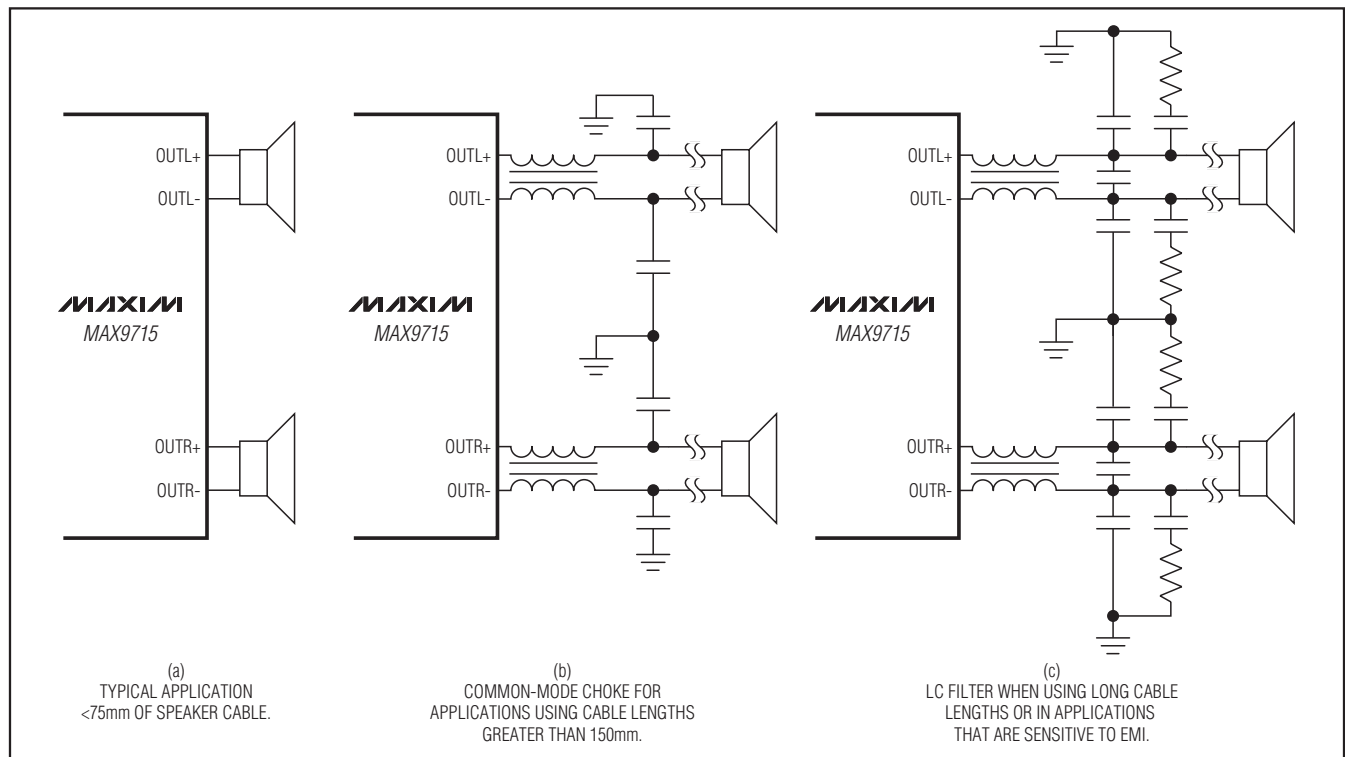 OUTL+
OUTL-
MAXIM
MAX9715
OUTR+
OUTR-
(a)
TYPICAL APPLICATION
<75mm OF SPEAKER CABLE.
OUTL+
OUTL-
MAXIM
MAX9715
OUTR+
OUTR-
(b)
COMMON-MODE CHOKE FOR
APPLICATIONS USING CABLE LENGTHS
GREATER THAN 150mm.
OUTL+
OUTL-
MAXIM
MAX9715
OUTR+
OUTR-
(c)
LC FILTER WHEN USING LONG CABLE
LENGTHS OR IN APPLICATIONS
THAT ARE SENSITIVE TO EMI.